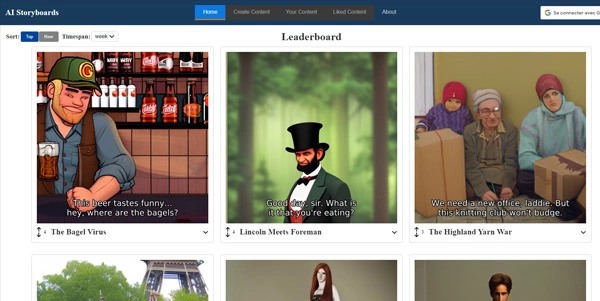 AI Storyboards
Home
Create Content
Your Content
Liked Content
About
Se connecter avec G
Leaderboard
Sort:
Top
New
Timespan:
week
This beer tastes funny...
hey, where are the bagels?
Good day, sir. What is
it that you're eating?
We need a new office, laddie. But
this knitting club won't budge.
4 The Bagel Virus
4 Lincoln Meets Foreman
3 The Highland Yarn War